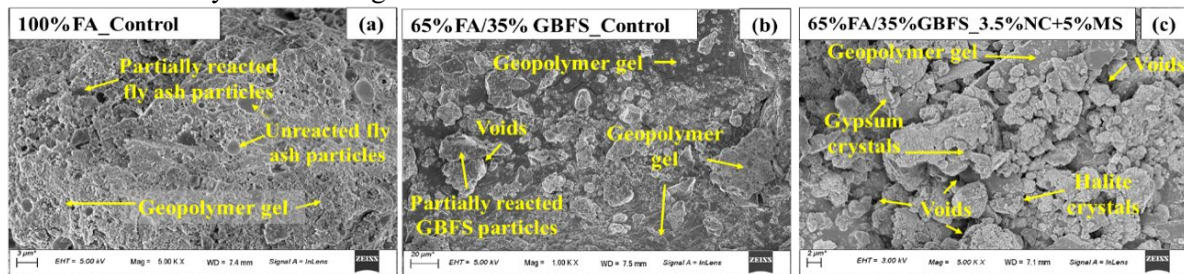 100%FA_Control (a)
Partially reacted
fly ash particles
Unreacted fly
ash particles
Geopolymer gel
3 µm* EHT = 5.00 kV Mag = 5.00 K X WD = 7.4 mm Signal A = InLens ZEISS
65%FA/35% GBFS_Control (b)
Geopolymer gel
Voids
Geopolymer
gel
Partially reacted
GBFS particles
20 µm* EHT = 5.00 kV Mag = 1.00 K X WD = 7.5 mm Signal A = InLens ZEISS
65%FA/35%GBFS_3.5%NC+5%MS (c)
Geopolymer gel
Voids
Gypsum
crystals
Halite
crystals
Voids
2 µm* EHT = 3.00 kV Mag = 5.00 K X WD = 7.1 mm Signal A = InLens ZEISS